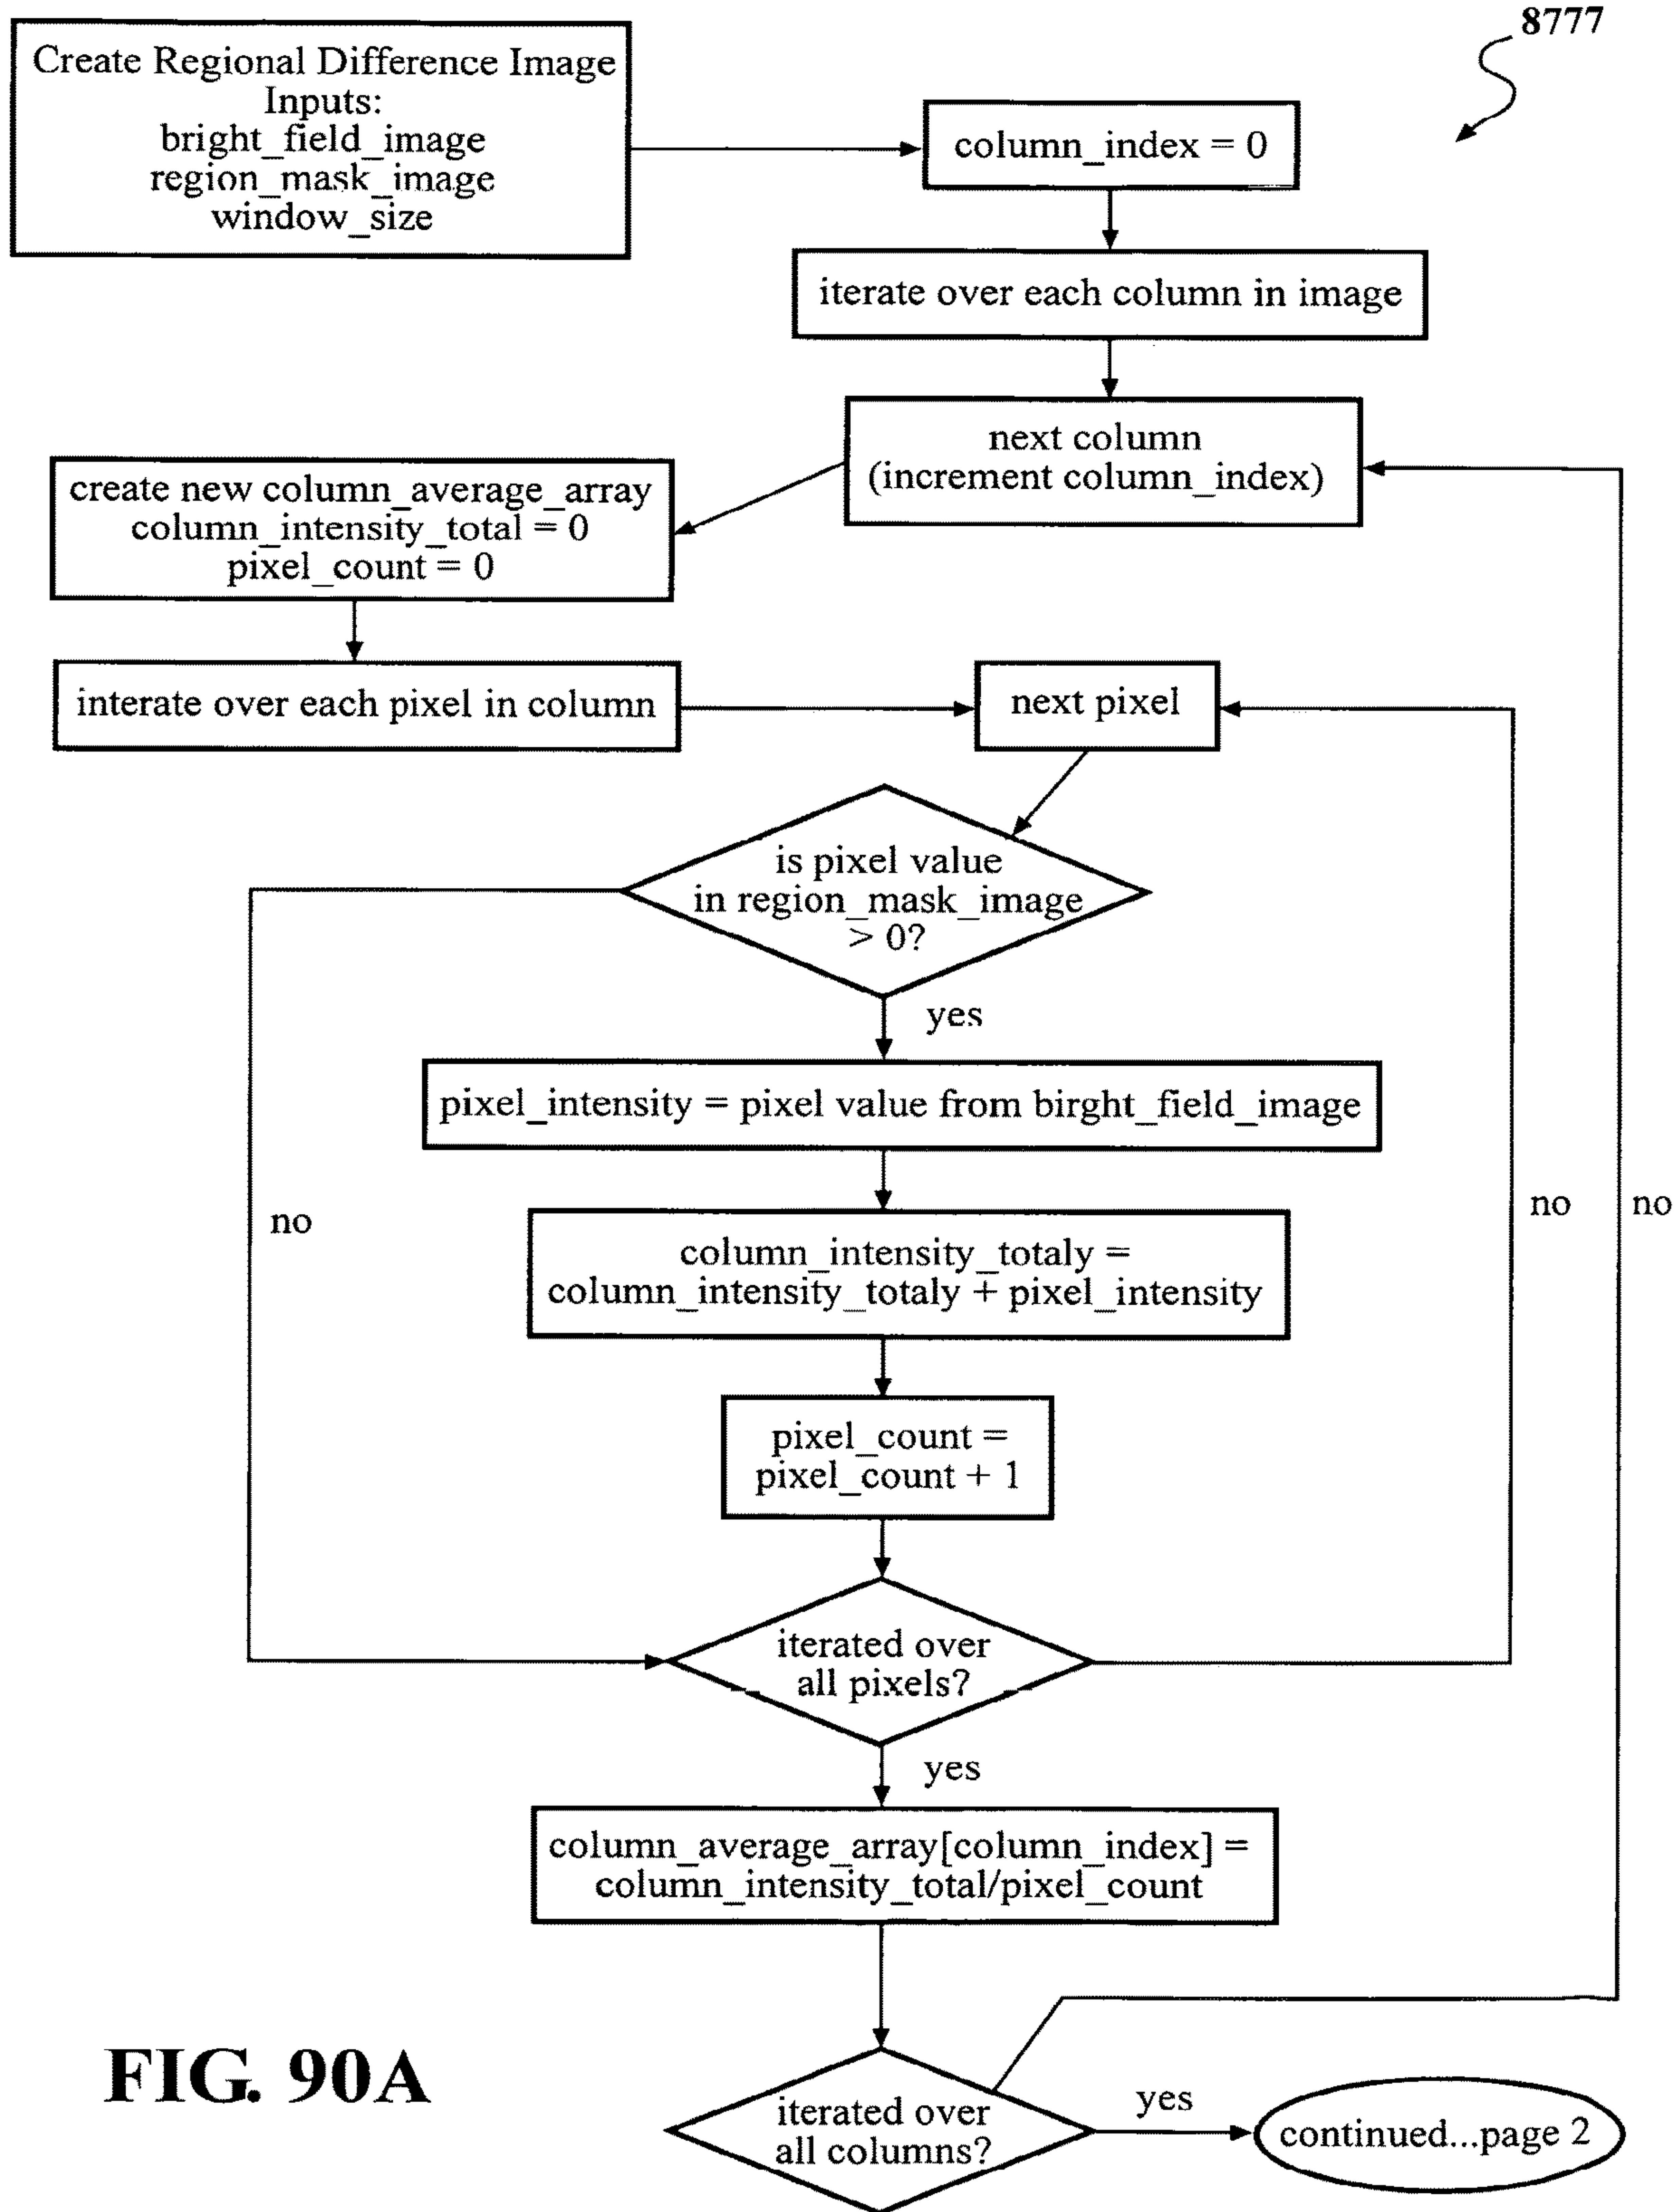 8777
Create Regional Difference Image
Inputs:
bright_field_image
region_mask_image
window_size
column_index = 0
iterate over each column in image
next column
(increment column_index)
create new column_average_array
column_intensity_total = 0
pixel_count = 0
interate over each pixel in column
next pixel
is pixel value
in region_mask_image
> 0?
yes
no
pixel_intensity = pixel value from birght_field_image
column_intensity_totaly =
column_intensity_totaly + pixel_intensity
pixel_count =
pixel_count + 1
iterated over
all pixels?
no
no
yes
column_average_array[column_index] =
column_intensity_total/pixel_count
iterated over
all columns?
yes
continued...page 2
FIG. 90A